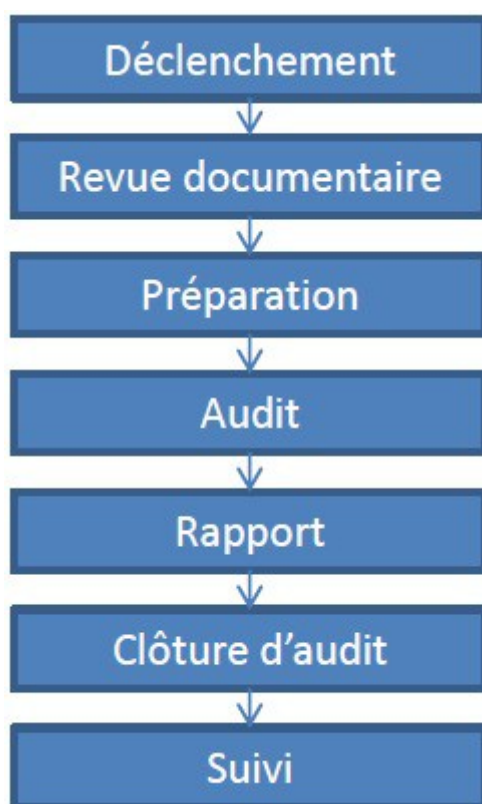 Déclenchement
Revue documentaire
Préparation
Audit
Rapport
Clôture d’audit
Suivi